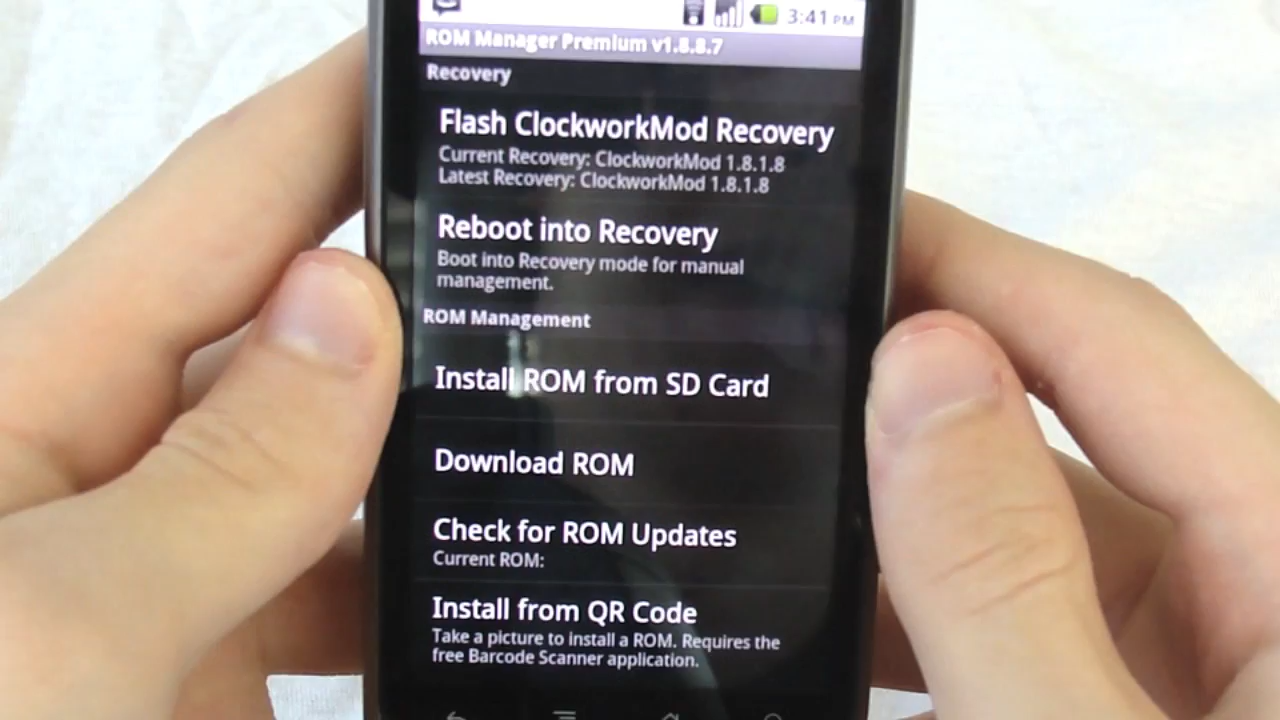 3:41 PM
ROM Manager Premium v1.8.8.7
Recovery
Flash ClockworkMod Recovery
Current Recovery: ClockworkMod 1.8.1.8
Latest Recovery: ClockworkMod 1.8.1.8
Reboot into Recovery
Boot into Recovery mode for manual
management.
ROM Management
Install ROM from SD Card
Download ROM
Check for ROM Updates
Current ROM:
Install from QR Code
Take a picture to install a ROM. Requires the
free Barcode Scanner application.